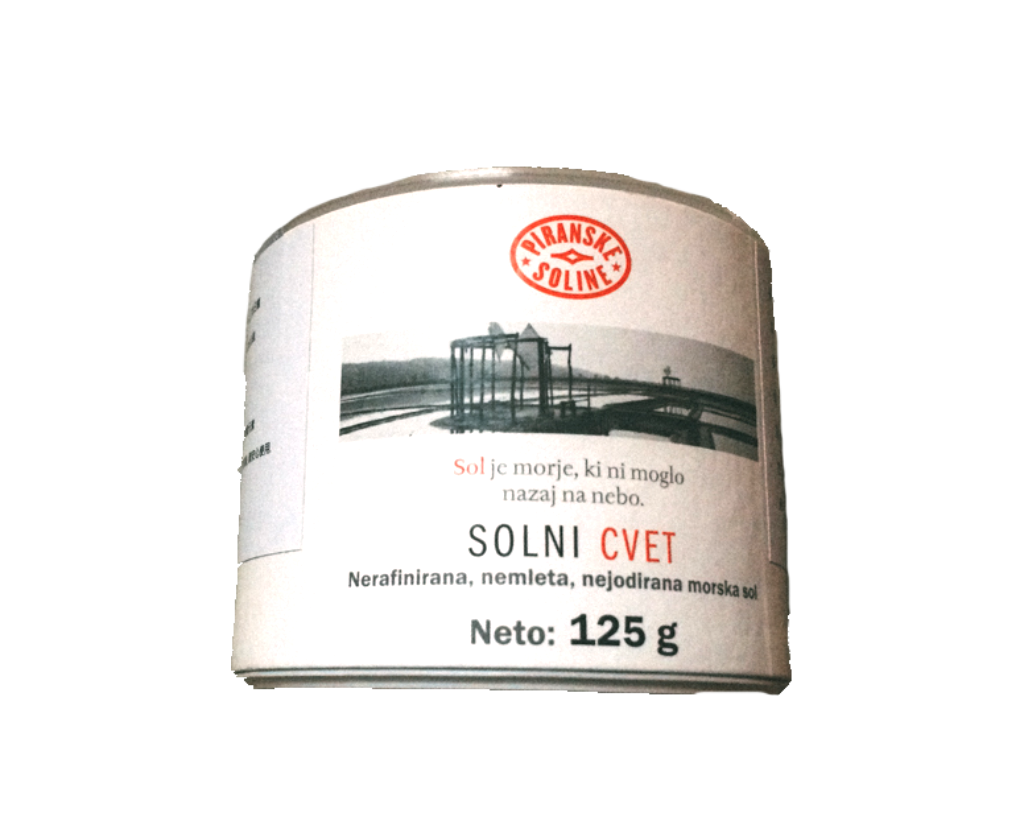 PIRANSKE
SOLINE
Sol je morje, ki ni moglo
nazaj na nebo.
SOLNI CVET
Nerafinirana, nemleta, nejodirana morska sol
Neto: 125 g